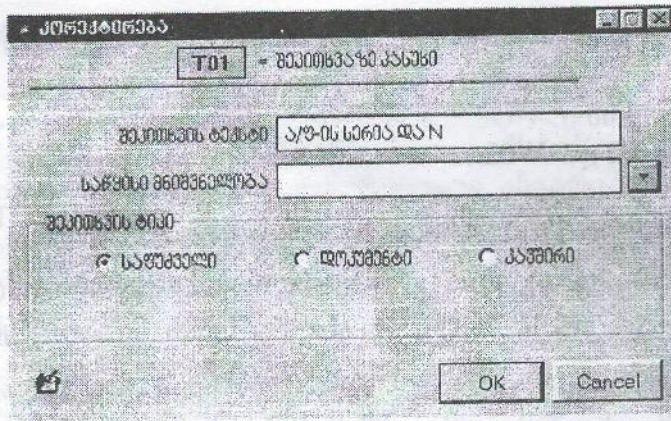 კორექტირება
T01 = შეკითხვაზე პასუხი
შეკითხვის ტექსტი ა/ფ-ის სერია და N
საწყისი მნიშვნელობა
შეკითხვის ტიპი
საფუძველი დოკუმენტი კავშირი
OK Cancel